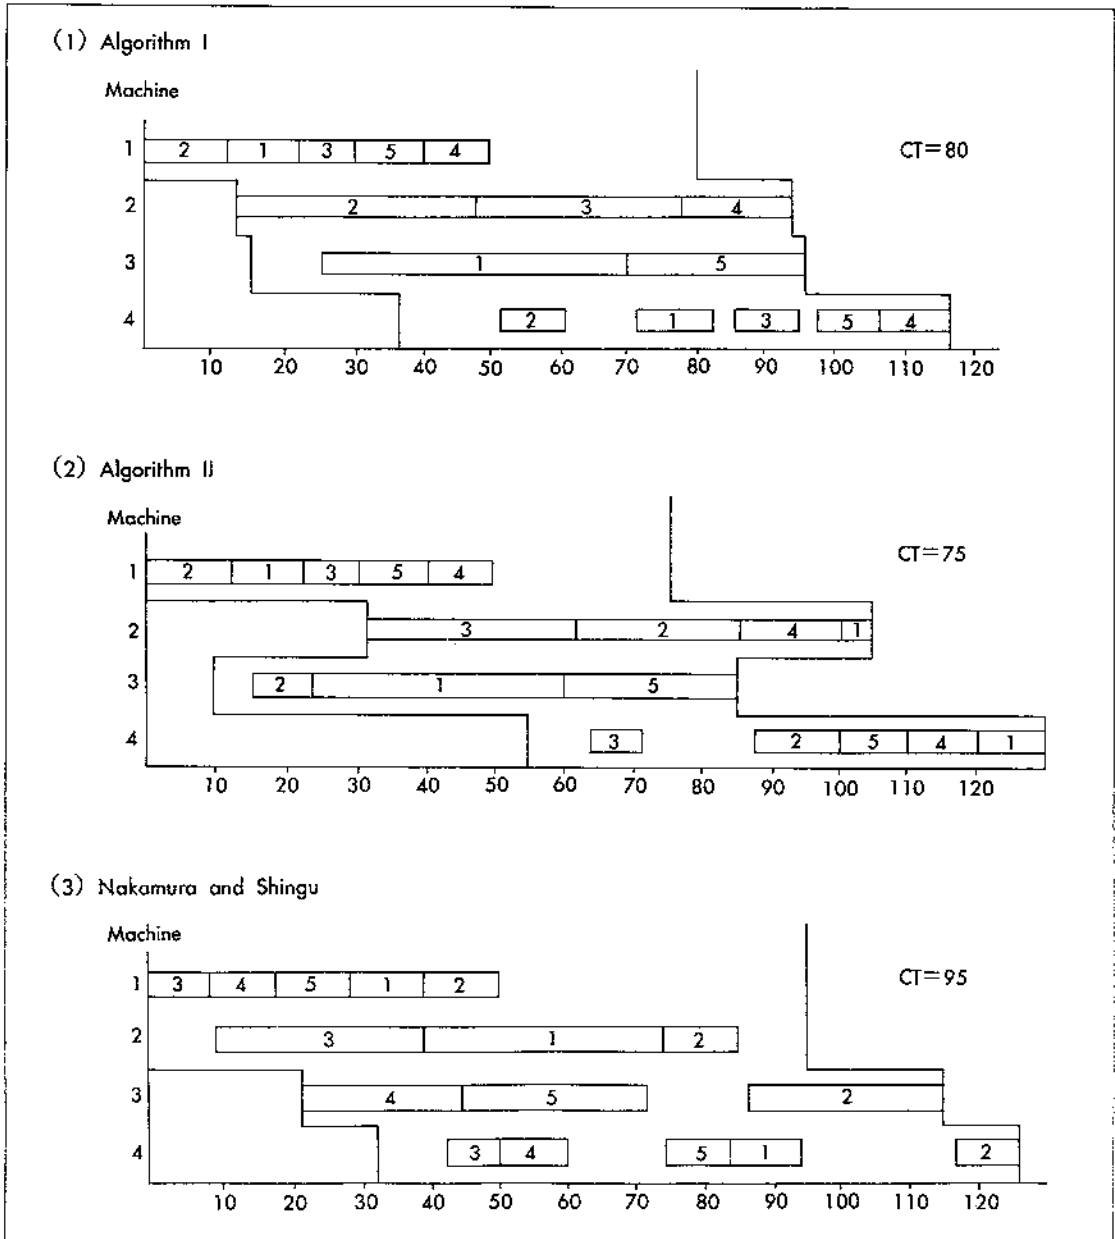 (1) Algorithm I
Machine
CT=80
1 2 1 3 5 4
2 2 3 4
3 1 5
4 2 1 3 5 4
10 20 30 40 50 60 70 80 90 100 110 120
(2) Algorithm II
Machine
CT=75
1 2 1 3 5 4
2 3 2 4 1
3 2 1 5
4 3 2 5 4 1
10 20 30 40 50 60 70 80 90 100 110 120
(3) Nakamura and Shingu
Machine
CT=95
1 3 4 5 1 2
2 3 1 2
3 4 5 2
4 3 4 5 1 2
10 20 30 40 50 60 70 80 90 100 110 120